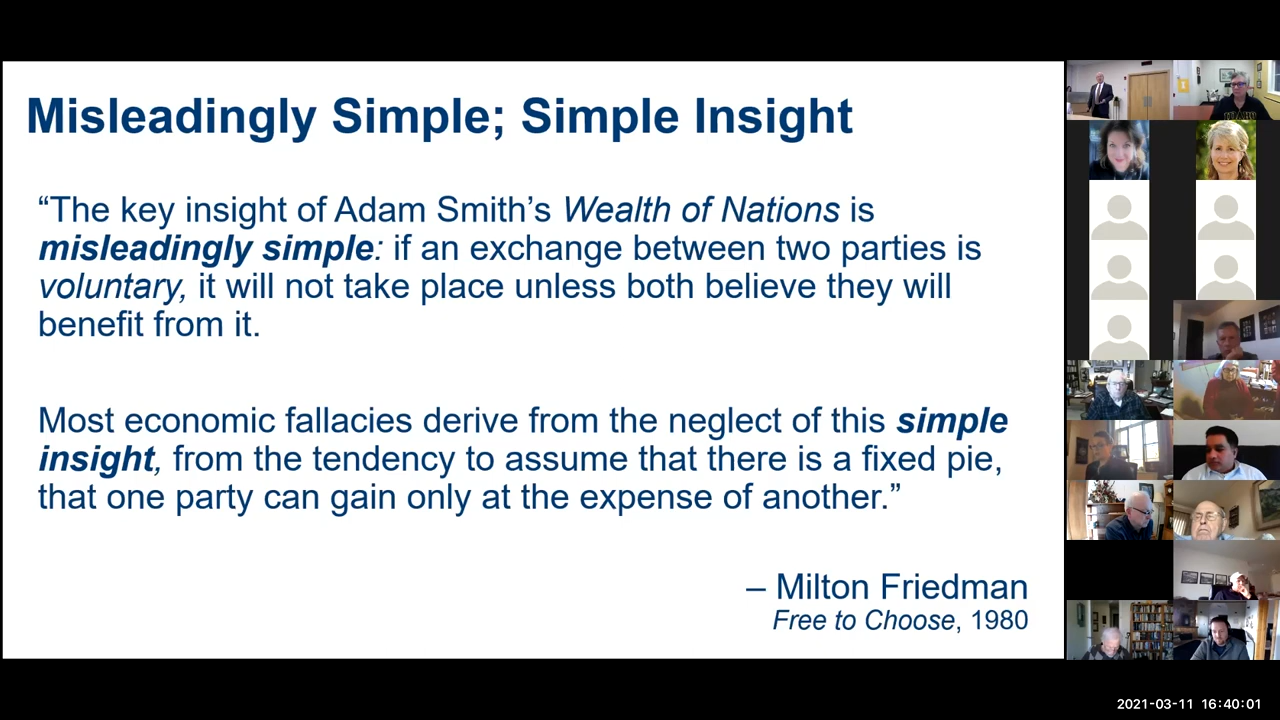 Misleadingly Simple; Simple Insight
“The key insight of Adam Smith’s Wealth of Nations is
misleadingly simple: if an exchange between two parties is
voluntary, it will not take place unless both believe they will
benefit from it.
Most economic fallacies derive from the neglect of this simple
insight, from the tendency to assume that there is a fixed pie,
that one party can gain only at the expense of another.”
– Milton Friedman
Free to Choose, 1980
2021-03-11 16:40:01